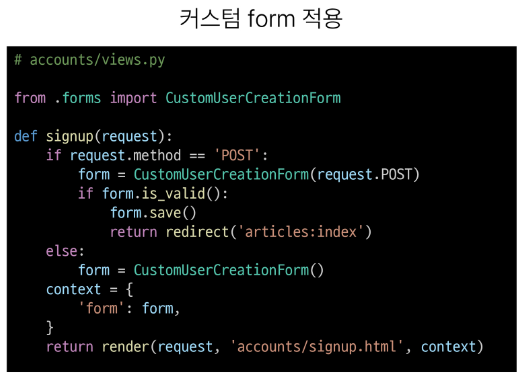 커스텀 form 적용
# accounts/views.py
from .forms import CustomUserCreationForm
def signup(request):
    if request.method == 'POST':
        form = CustomUserCreationForm(request.POST)
        if form.is_valid():
            form.save()
            return redirect('articles:index')
    else:
        form = CustomUserCreationForm()
    context = {
        'form': form,
    }
    return render(request, 'accounts/signup.html', context)